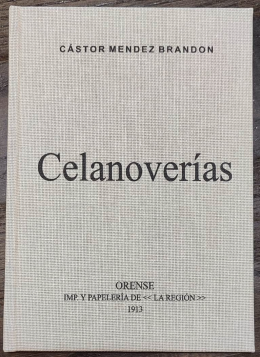 CÁSTOR MENDEZ BRANDON
Celanoverías
ORENSE
IMP. Y PAPELERÍA DE << LA REGIÓN >>
1913